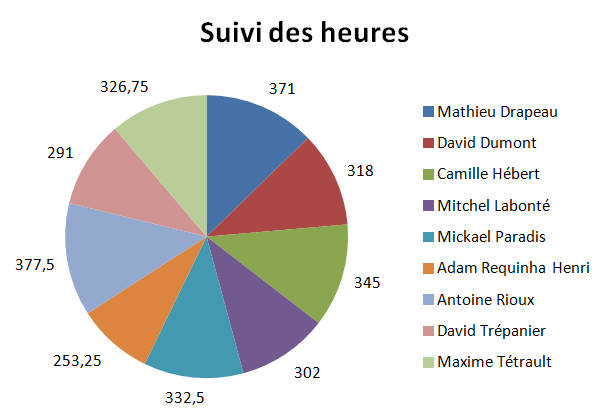 Suivi des heures
371
318
345
302
332,5
253,25
377,5
291
326,75
Mathieu Drapeau
David Dumont
Camille Hébert
Mitchel Labonté
Mickael Paradis
Adam Requinha Henri
Antoine Rioux
David Trépanier
Maxime Tétrault